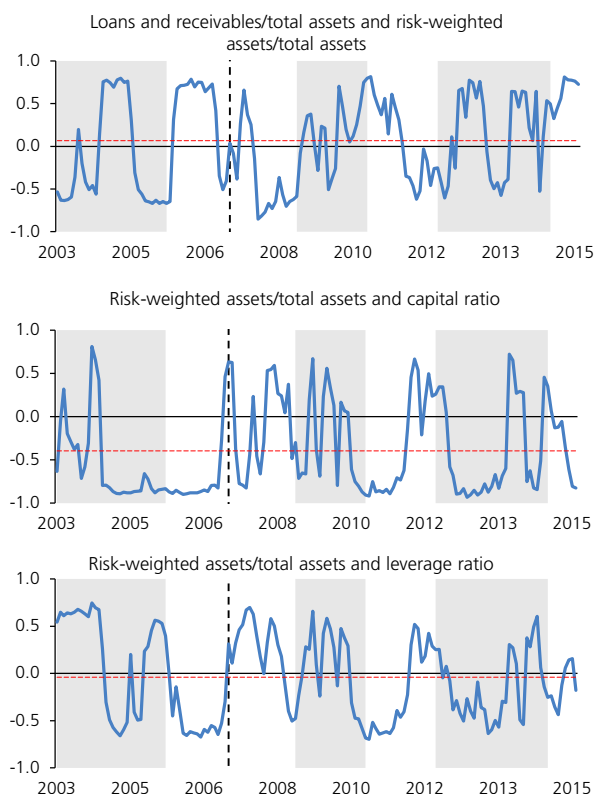 Loans and receivables/total assets and risk-weighted
assets/total assets
1.0
0.5
0.0
-0.5
-1.0
2003 2005 2006 2008 2010 2012 2013 2015
Risk-weighted assets/total assets and capital ratio
1.0
0.5
0.0
-0.5
-1.0
2003 2005 2006 2008 2010 2012 2013 2015
Risk-weighted assets/total assets and leverage ratio
1.0
0.5
0.0
-0.5
-1.0
2003 2005 2006 2008 2010 2012 2013 2015